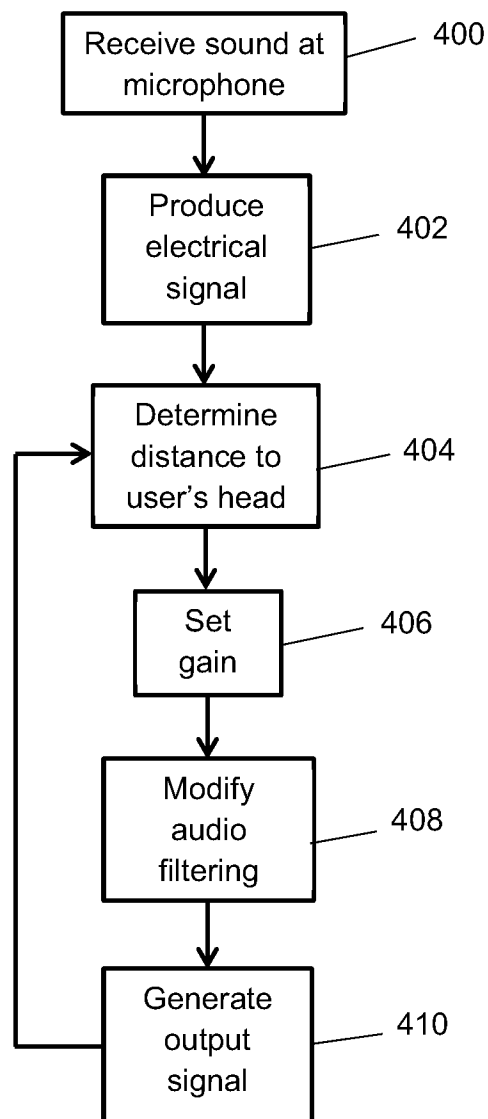 Receive sound at
microphone
400
Produce
electrical
signal
402
Determine
distance to
user's head
404
Set
gain
406
Modify
audio
filtering
408
Generate
output
signal
410